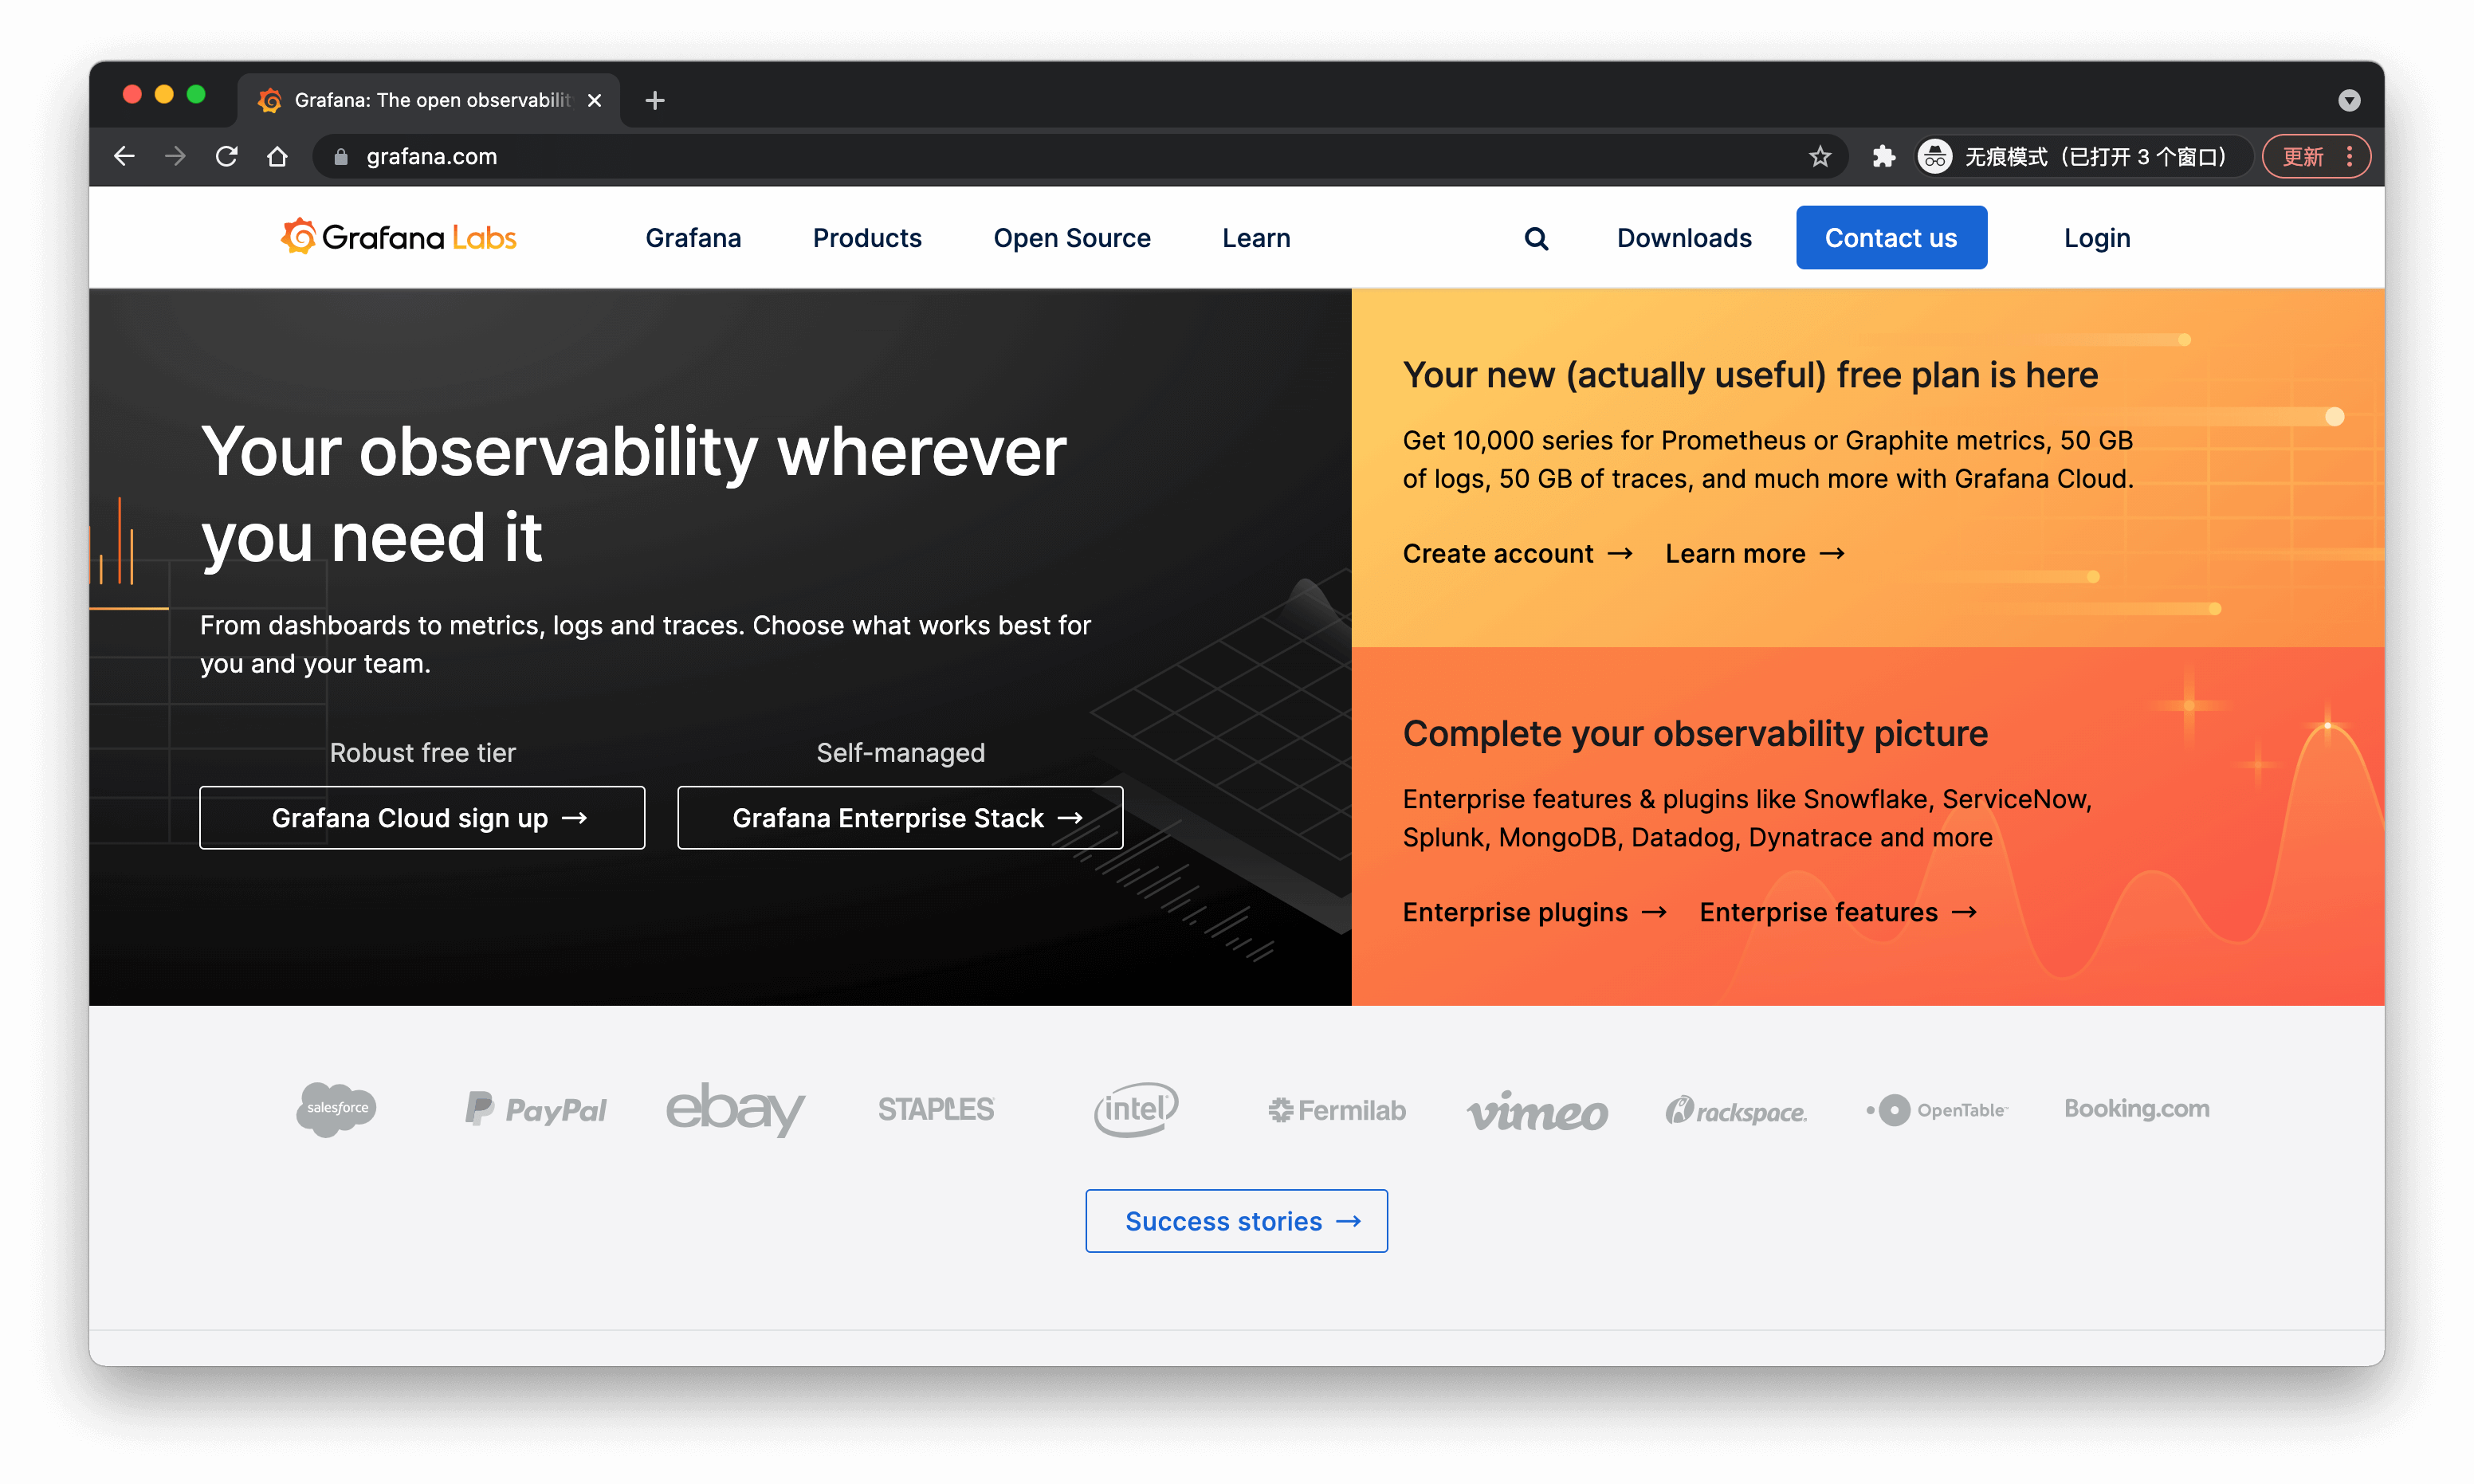 Grafana: The open observabilit
grafana.com
无痕模式（已打开 3 个窗口）
更新
Grafana Labs
Grafana
Products
Open Source
Learn
Downloads
Contact us
Login
Your observability wherever
you need it
From dashboards to metrics, logs and traces. Choose what works best for
you and your team.
Robust free tier
Grafana Cloud sign up →
Self-managed
Grafana Enterprise Stack →
Your new (actually useful) free plan is here
Get 10,000 series for Prometheus or Graphite metrics, 50 GB
of logs, 50 GB of traces, and much more with Grafana Cloud.
Create account → Learn more →
Complete your observability picture
Enterprise features & plugins like Snowflake, ServiceNow,
Splunk, MongoDB, Datadog, Dynatrace and more
Enterprise plugins → Enterprise features →
salesforce
PayPal
ebay
STAPLES
intel
Fermilab
vimeo
rackspace.
OpenTable
Booking.com
Success stories →